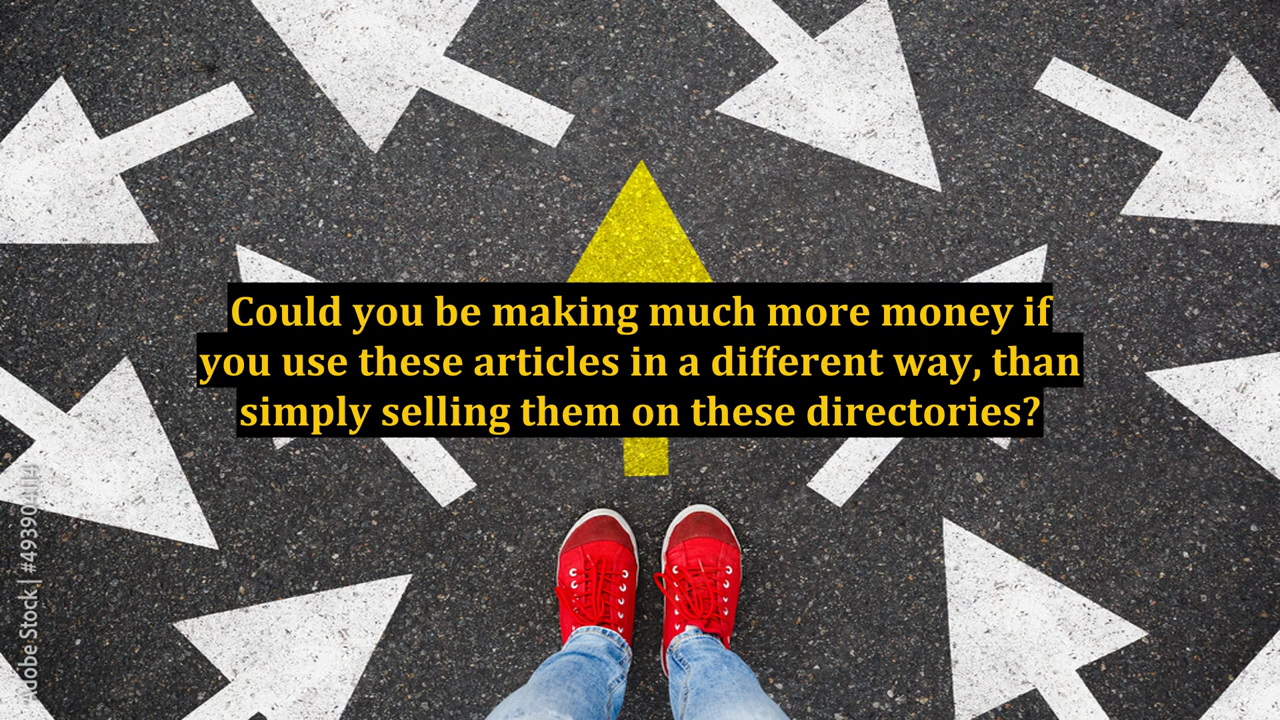 Could you be making much more money if
you use these articles in a different way, than
simply selling them on these directories?
Adobe Stock | #493904114